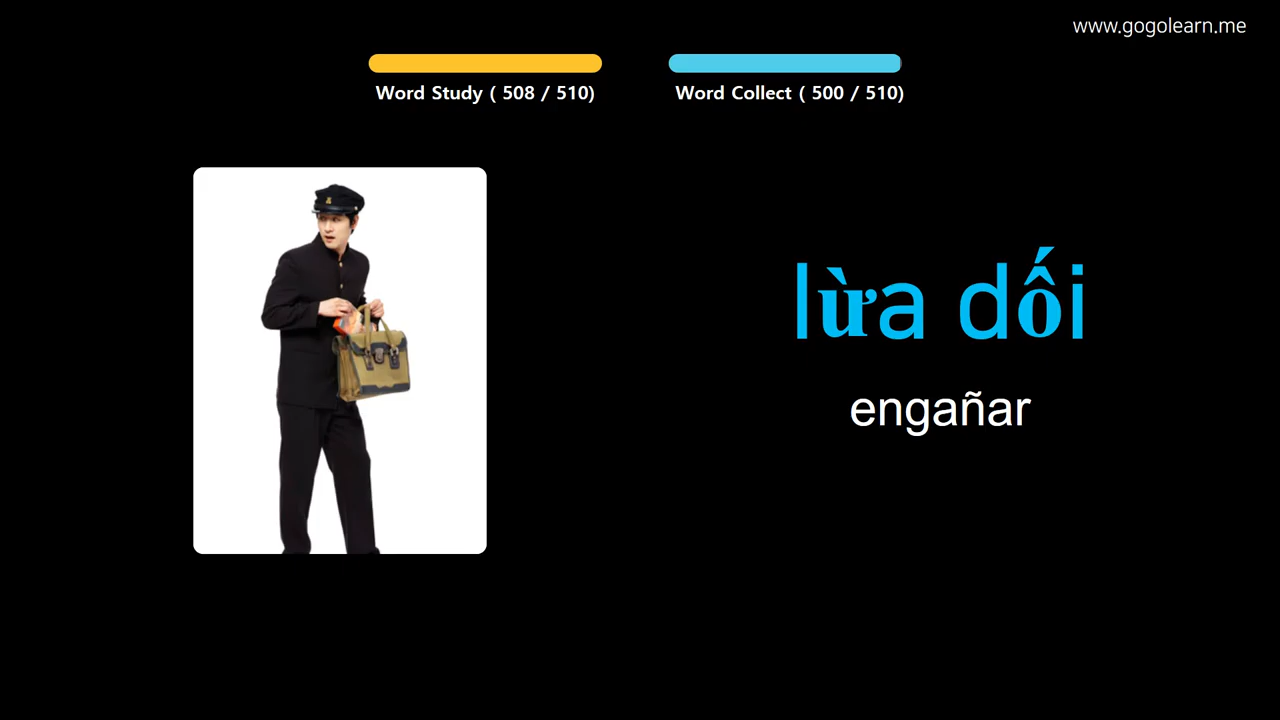 www.gogolearn.me
Word Study ( 508 / 510)
Word Collect ( 500 / 510)
lừa dối
engañar